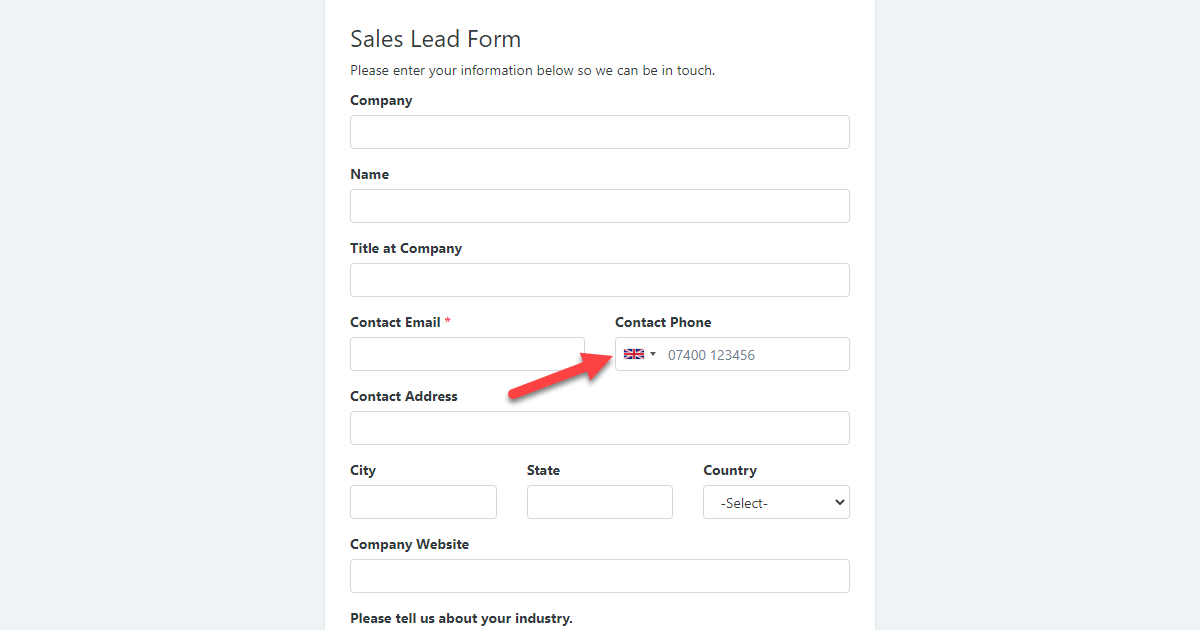 Sales Lead Form
Please enter your information below so we can be in touch.
Company
Name
Title at Company
Contact Email * Contact Phone
07400 123456
Contact Address
City State Country
-Select-
Company Website
Please tell us about your industry.